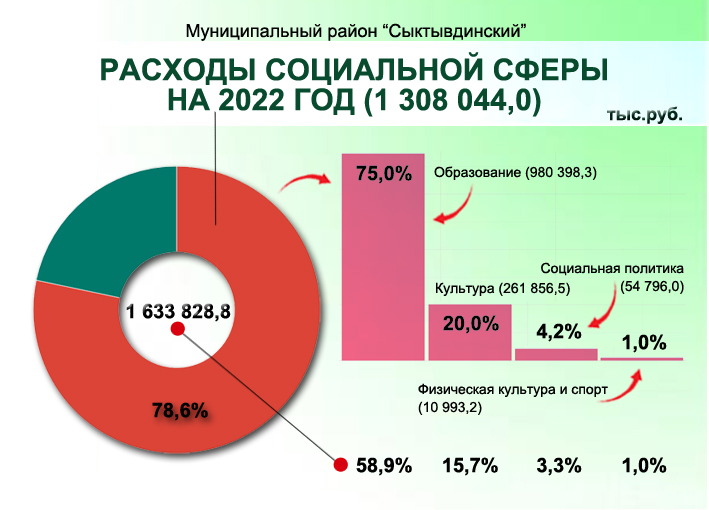 Муниципальный район “Сыктывдинский”
РАСХОДЫ СОЦИАЛЬНОЙ СФЕРЫ
НА 2022 ГОД (1 308 044,0)
тыс.руб.
75,0%
Образование (980 398,3)
Социальная политика
(54 796,0)
Культура (261 856,5)
1 633 828,8
20,0%
4,2%
1,0%
Физическая культура и спорт
(10 993,2)
78,6%
58,9%
15,7%
3,3%
1,0%